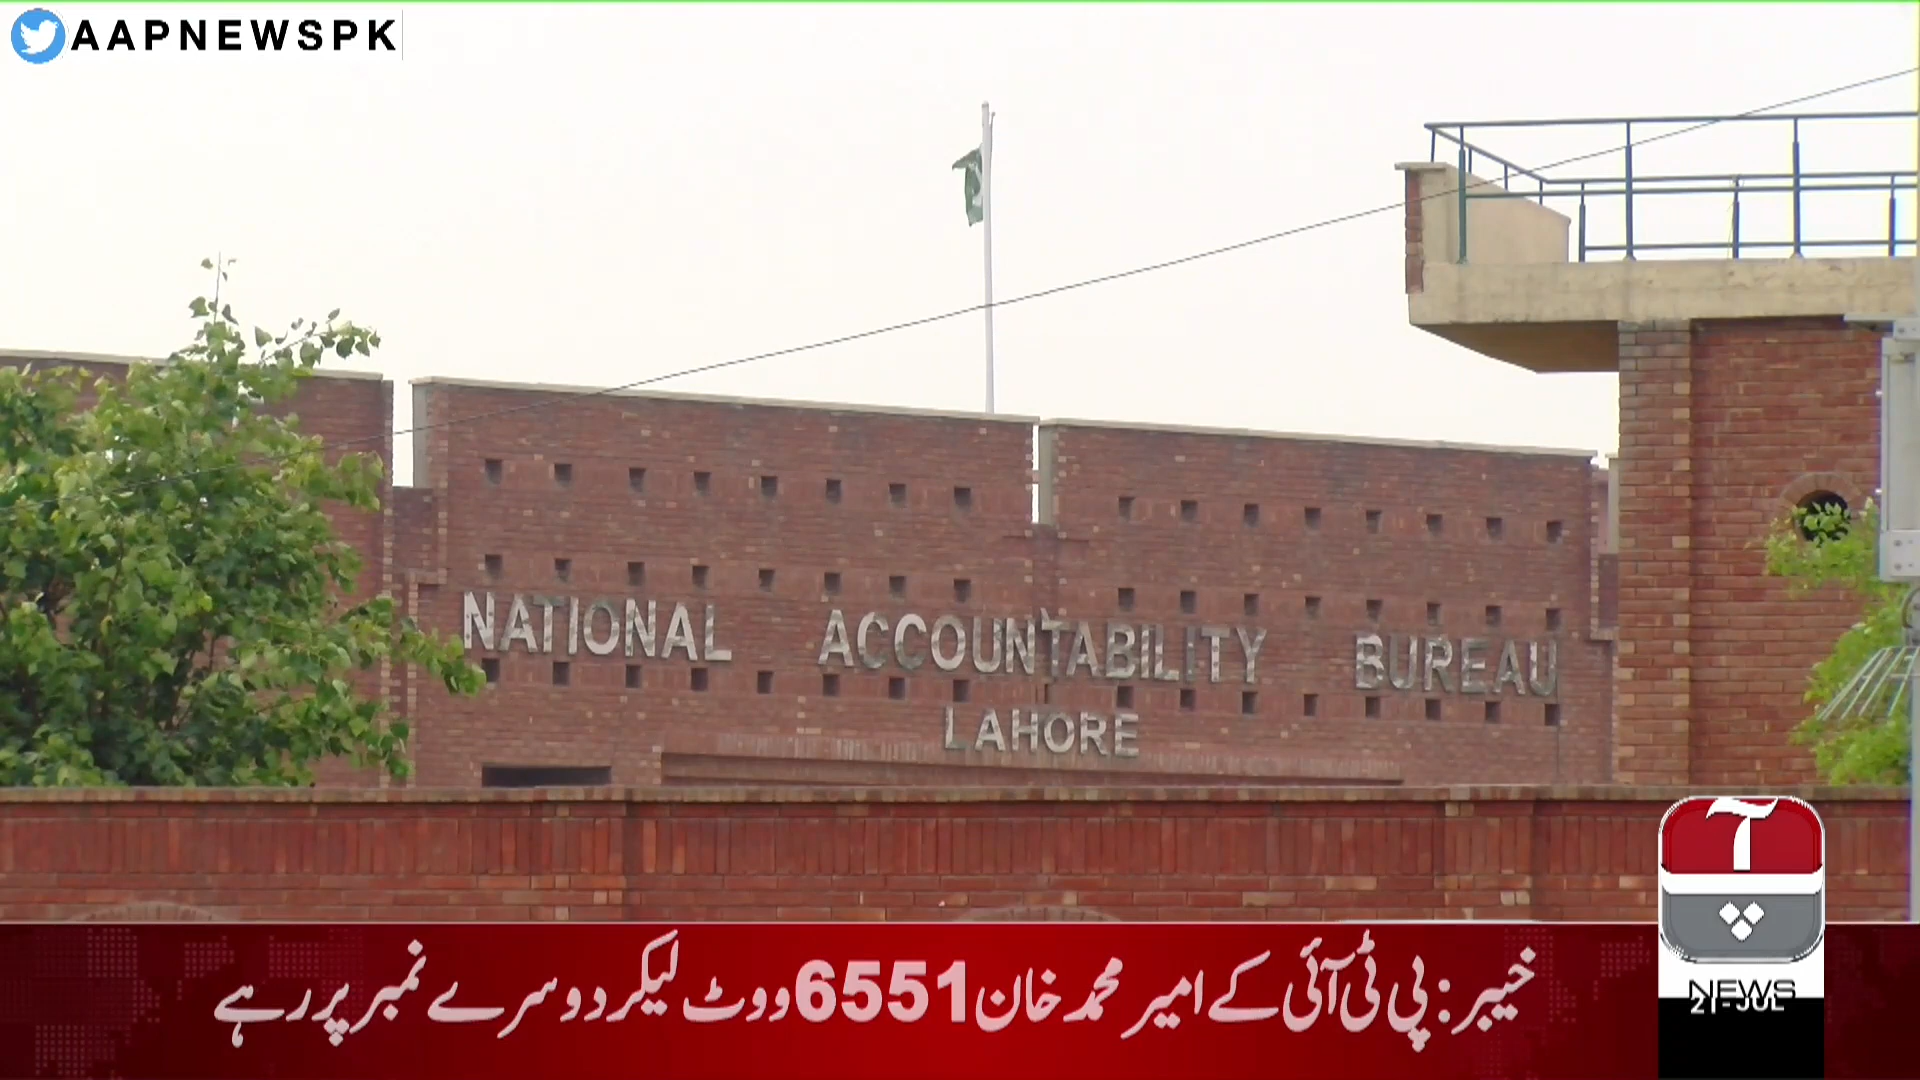 AAPNEWSPK
NATIONAL ACCOUNTABILITY BUREAU
LAHORE
آپ
NEWS
21-JUL
خیبر: پی ٹی آئی کے امیر محمد خان 6551 ووٹ لیکر دوسرے نمبر پر رہے